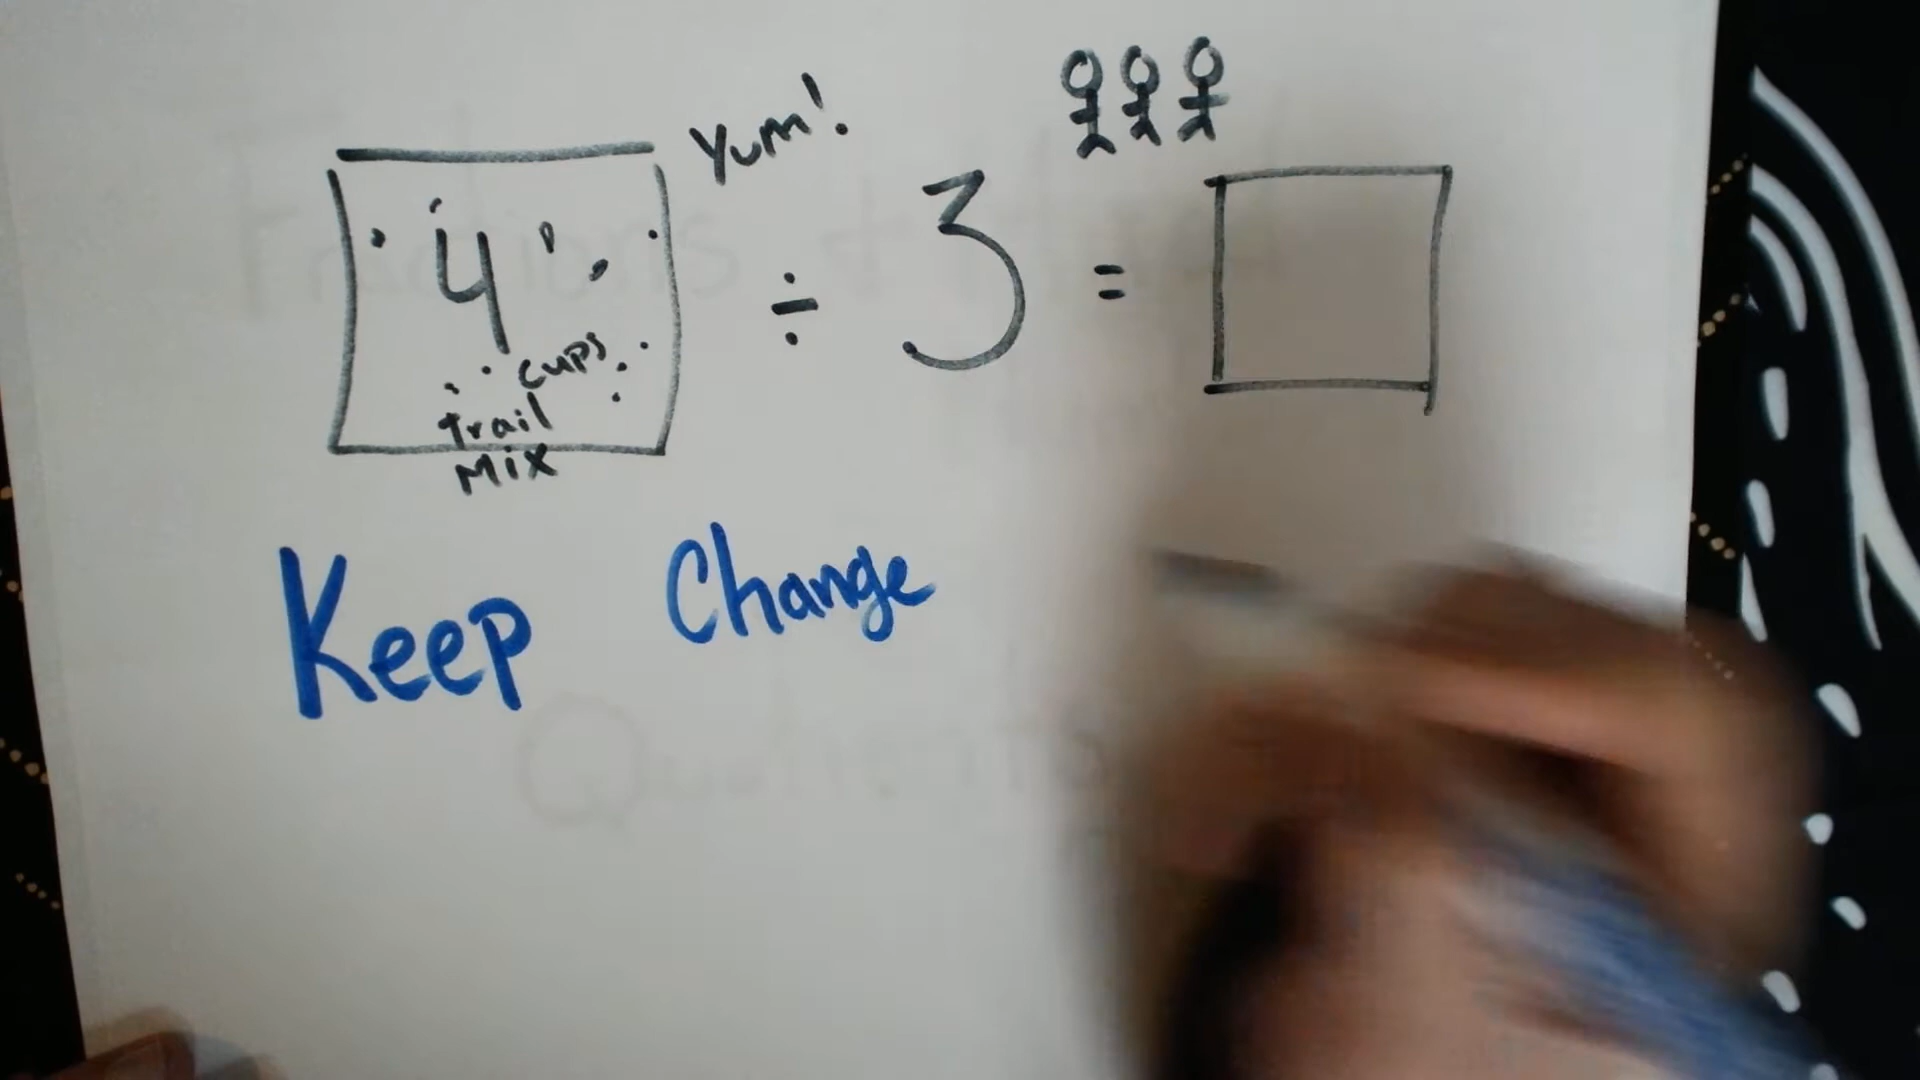 Yum!
4 ÷ 3 =
cups
trail
Mix
Keep Change